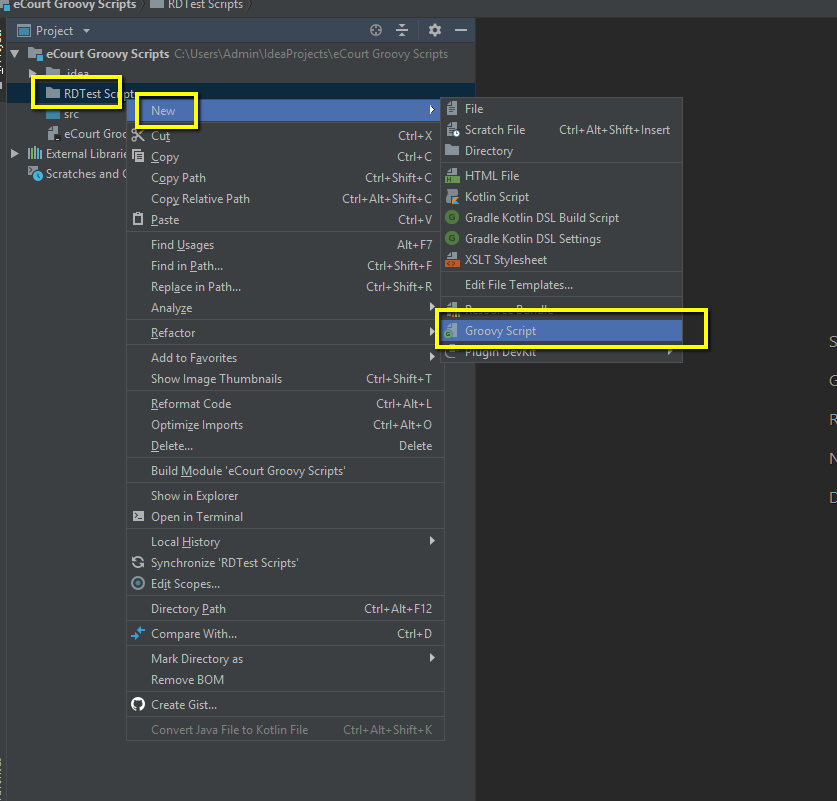 eCourt Groovy Scripts RDTest Scripts
Project
eCourt Groovy Scripts C:\Users\Admin\IdeaProjects\eCourt Groovy Scripts
.idea
RDTest Scripts
src
eCourt Groo
External Librarie
Scratches and C
New
Cut Ctrl+X
Copy Ctrl+C
Copy Path Ctrl+Shift+C
Copy Relative Path Ctrl+Alt+Shift+C
Paste Ctrl+V
Find Usages Alt+F7
Find in Path... Ctrl+Shift+F
Replace in Path... Ctrl+Shift+R
Analyze
Refactor
Add to Favorites
Show Image Thumbnails Ctrl+Shift+T
Reformat Code Ctrl+Alt+L
Optimize Imports Ctrl+Alt+O
Delete... Delete
Build Module 'eCourt Groovy Scripts'
Show in Explorer
Open in Terminal
Local History
Synchronize 'RDTest Scripts'
Edit Scopes...
Directory Path Ctrl+Alt+F12
Compare With... Ctrl+D
Mark Directory as
Remove BOM
Create Gist...
Convert Java File to Kotlin File Ctrl+Alt+Shift+K
File
Scratch File Ctrl+Alt+Shift+Insert
Directory
HTML File
Kotlin Script
Gradle Kotlin DSL Build Script
Gradle Kotlin DSL Settings
XSLT Stylesheet
Edit File Templates...
Resource Bundle
Groovy Script
Plugin DevKit